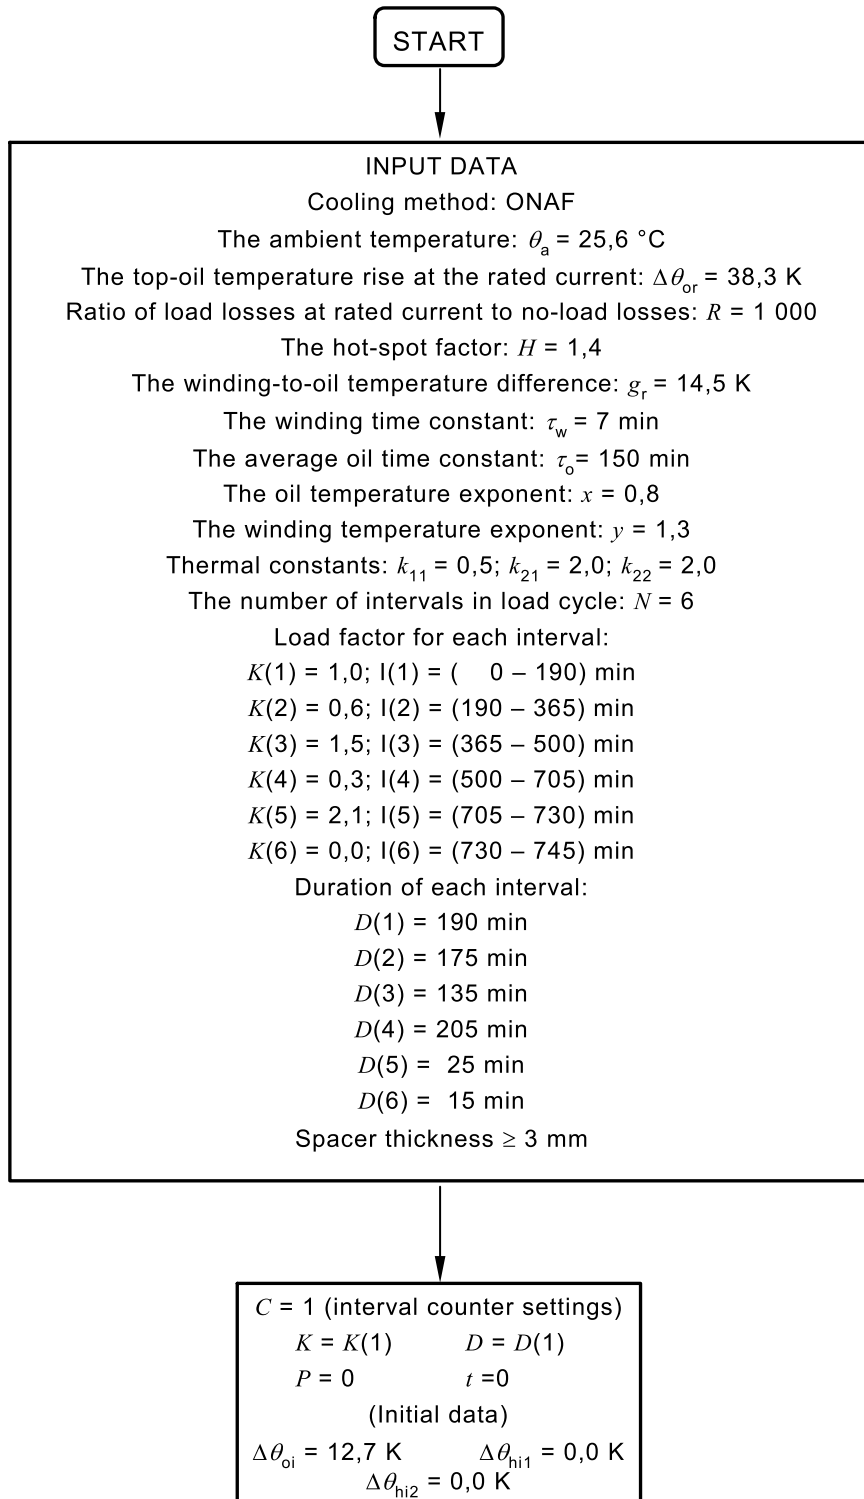 START
INPUT DATA
Cooling method: ONAF
The ambient temperature: θa = 25,6 °C
The top-oil temperature rise at the rated current: Δθor = 38,3 K
Ratio of load losses at rated current to no-load losses: R = 1 000
The hot-spot factor: H = 1,4
The winding-to-oil temperature difference: gr = 14,5 K
The winding time constant: τw = 7 min
The average oil time constant: τo= 150 min
The oil temperature exponent: x = 0,8
The winding temperature exponent: y = 1,3
Thermal constants: k11 = 0,5; k21 = 2,0; k22 = 2,0
The number of intervals in load cycle: N = 6
Load factor for each interval:
K(1) = 1,0; I(1) = ( 0 – 190) min
K(2) = 0,6; I(2) = (190 – 365) min
K(3) = 1,5; I(3) = (365 – 500) min
K(4) = 0,3; I(4) = (500 – 705) min
K(5) = 2,1; I(5) = (705 – 730) min
K(6) = 0,0; I(6) = (730 – 745) min
Duration of each interval:
D(1) = 190 min
D(2) = 175 min
D(3) = 135 min
D(4) = 205 min
D(5) = 25 min
D(6) = 15 min
Spacer thickness ≥ 3 mm
C = 1 (interval counter settings)
K = K(1) D = D(1)
P = 0 t =0
(Initial data)
Δθoi = 12,7 K Δθhi1 = 0,0 K
Δθhi2 = 0,0 K